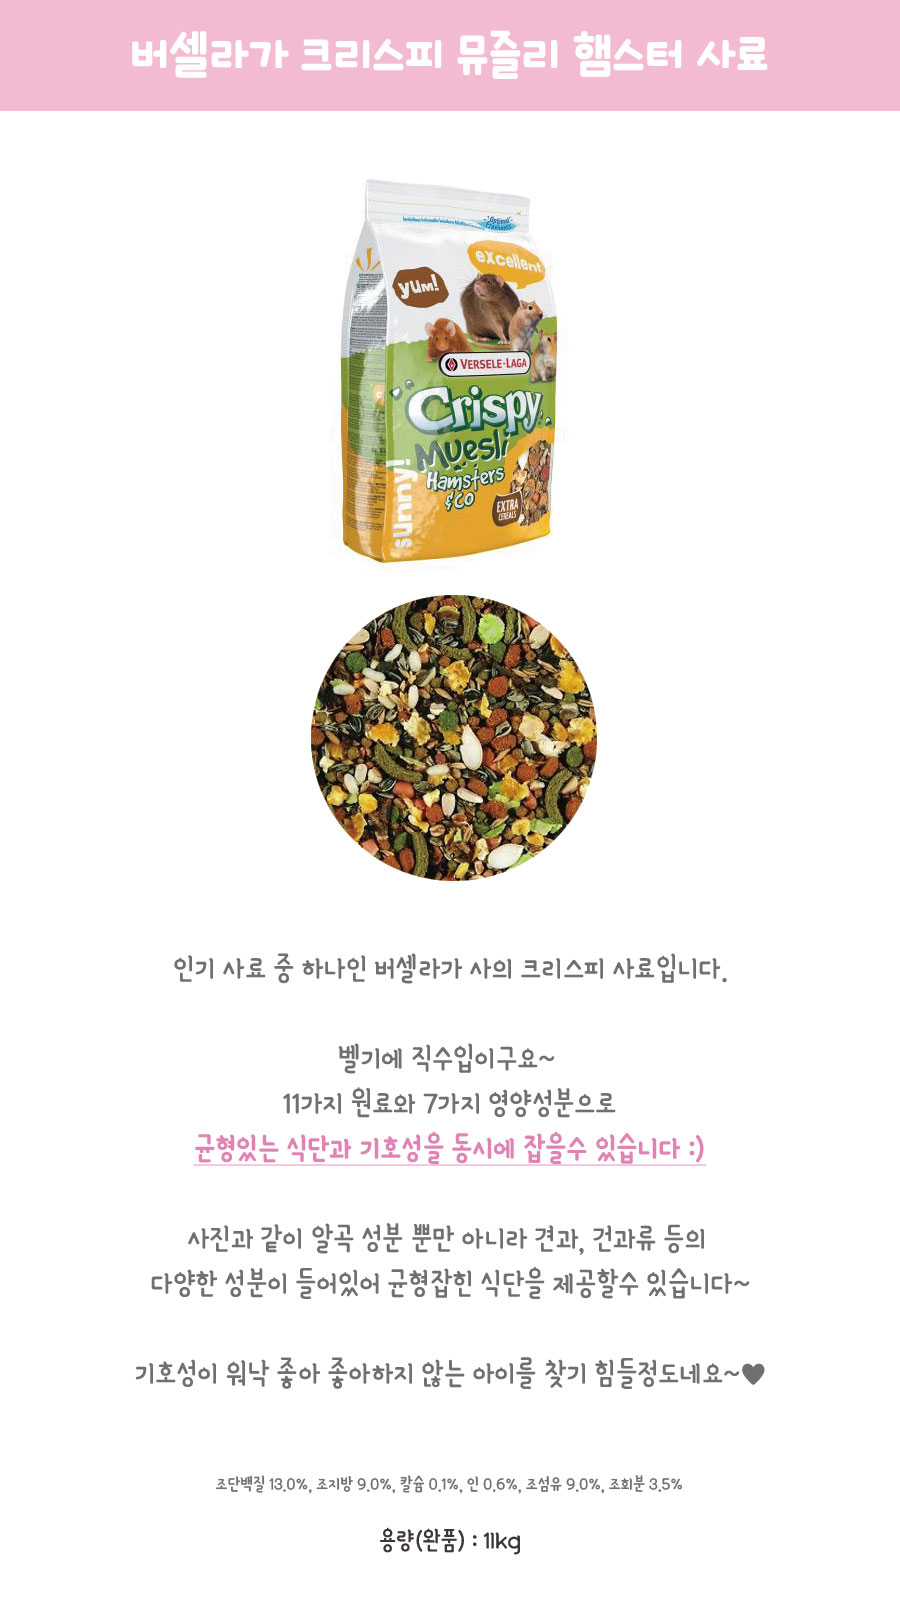 버셀라가 크리스피 뮤즐리 햄스터 사료
Optimal
Freshness
excellent
yum!
VERSELE-LAGA
Crispy
Muesli
Hamsters
&CO
sunny!
EXTRA
CEREALS
인기 사료 중 하나인 버셀라가 사의 크리스피 사료입니다.
벨기에 직수입이구요~
11가지 원료와 7가지 영양성분으로
균형있는 식단과 기호성을 동시에 잡을수 있습니다 :)
사진과 같이 알곡 성분 뿐만 아니라 견과, 건과류 등의
다양한 성분이 들어있어 균형잡힌 식단을 제공할수 있습니다~
기호성이 워낙 좋아 좋아하지 않는 아이를 찾기 힘들정도네요~♥
조단백질 13.0%, 조지방 9.0%, 칼슘 0.1%, 인 0.6%, 조섬유 9.0%, 조회분 3.5%
용량(완품) : 11kg